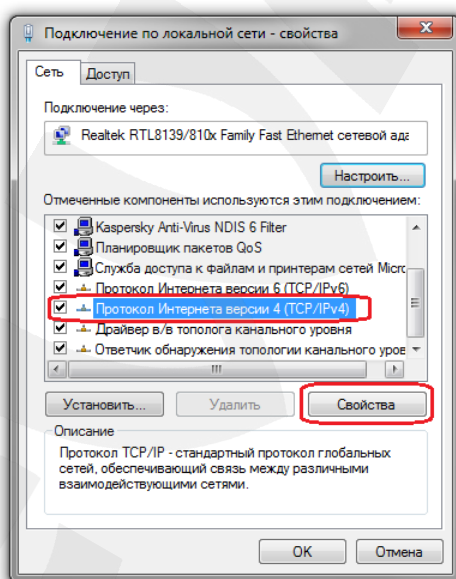 Подключение по локальной сети - свойства
Сеть
Доступ
Подключение через:
Realtek RTL8139/810x Family Fast Ethernet сетевой ада
Настроить...
Отмеченные компоненты используются этим подключением:
Kaspersky Anti-Virus NDIS 6 Filter
Планировщик пакетов QoS
Служба доступа к файлам и принтерам сетей Micro
Протокол Интернета версии 6 (TCP/IPv6)
Протокол Интернета версии 4 (TCP/IPv4)
Драйвер в/в тополога канального уровня
Ответчик обнаружения топологии канального уров
Установить...
Удалить
Свойства
Описание
Протокол TCP/IP - стандартный протокол глобальных
сетей, обеспечивающий связь между различными
взаимодействующими сетями.
OK
Отмена